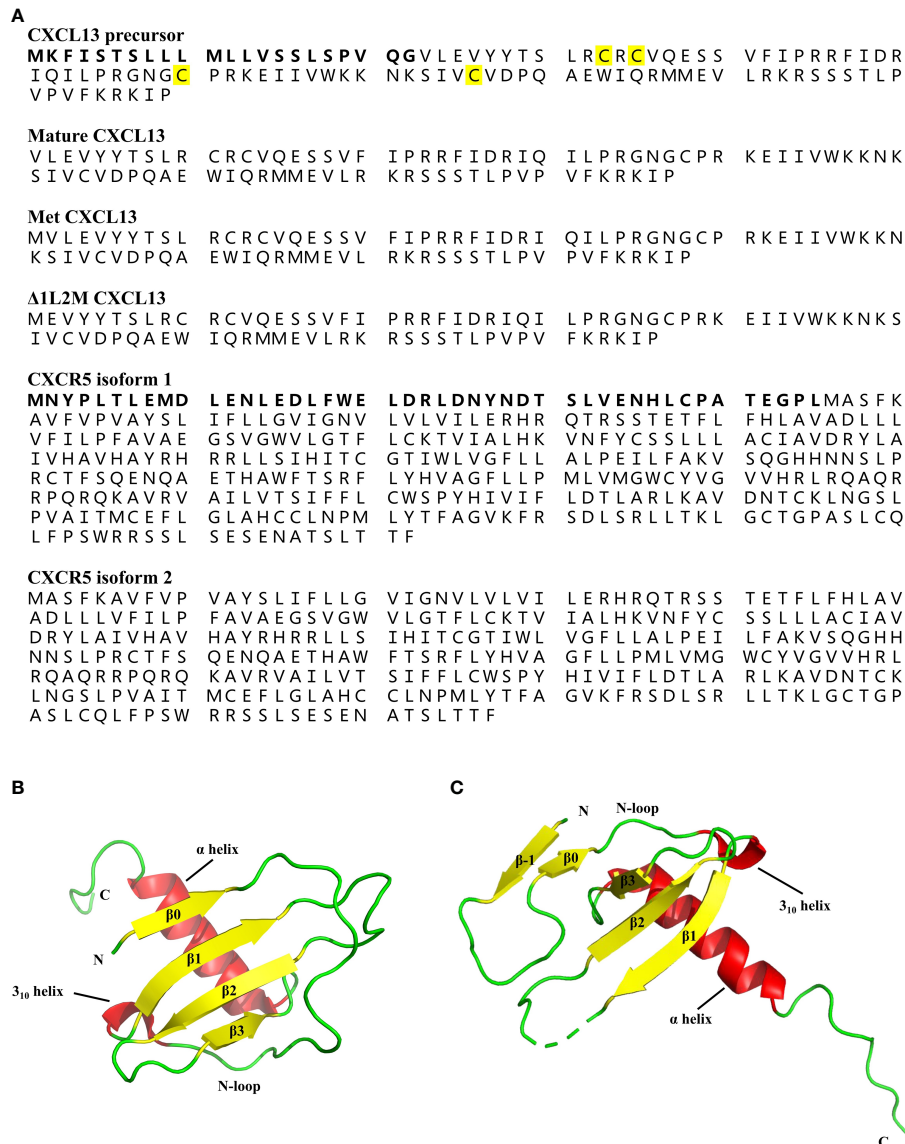 A
CXCL13 precursor
MKFISTSLLL MLLVSSLSPV QGVLEVYYTS LRCRCVQESS VFIPRRFIDR
IQILPRGNGC PRKEIIVWKK NKSIVCVDPQ AEWIQRMMEV LRKRSSSTLP
VPVFKRKIP
Mature CXCL13
VLEVYYTSLR CRCVQESSVF IPRRFIDRIQ ILPRGNGCPR KEIIVWKKNK
SIVCVDPQAE WIQRMMEVLR KRSSSTLPVP VFKRKIP
Met CXCL13
MVLEVYYTSL RCRCVQESSV FIPRRFIDRI QILPRGNGCP RKEIIVWKKN
KSIVCVDPQA EWIQRMMEVL RKRSSSTLPV PVFKRKIP
Δ1L2M CXCL13
MEVYYTSLRC RCVQESSVFI PRRFIDRIQI LPRGNGCPRK EIIVWKKNKS
IVCVDPQAEW IQRMMEVLRK RSSSTLPVPV FKRKIP
CXCR5 isoform 1
MNYPLTLEMD LENLEDLFWE LDRLDNYNDT SLVENHLCPA TEGPLMASFK
AVFVPVAYSL IFLLGVIGNV LVLVILERHR QTRSSTETFL FHLAVADLLL
VFILPFAVAE GSVGWVLGTF LCKTVIALHK VNFYCSSLLL ACIAVDRYLA
IVHAVHAYRH RRLLSIHITC GTIWLVGFLL ALPEILFAKV SQGHHNNSLP
RCTFSQENQA ETHAWFTSRF LYHVAGFLLP MLVMGWCYVG VVHRLRQAQR
RPQRQKAVRV AILVTSIFFL CWSPYHIVIF LDTLARLKAV DNTCKLNGSL
PVAITMCEFL GLAHCCLNPM LYTFAGVKFR SDLSRLLTKL GCTGPASLCQ
LFPSWRRSSL SESENATSLT TF
CXCR5 isoform 2
MASFKAVFVP VAYSLIFLLG VIGNVLVLVI LERHRQTRSS TETFLFHLAV
ADLLLVFILP FAVAEGSVGW VLGTFLCKTV IALHKVNFYC SSLLLACIAV
DRYLAIVHAV HAYRHRRLLS IHITCGTIWL VGFLLALPEI LFAKVSQGHH
NNSLPRCTFS QENQAETHAW FTSRFLYHVA GFLLPMLVMG WCYVGVVHRL
RQAQRRPQRQ KAVRVAILVT SIFFLCWSPY HIVIFLDTLA RLKAVDNTCK
LNGSLPVAIT MCEFLGLAHC CLNPMLYTFA GVKFRSDLSR LLTKLGCTGP
ASLCQLFPSW RRSSLSESEN ATSLTTF
B
α helix
C
β0
N
β1
3₁₀ helix
β2
β3
N-loop
C
N
N-loop
β-1
β0
β3
3₁₀ helix
β2
β1
α helix
C